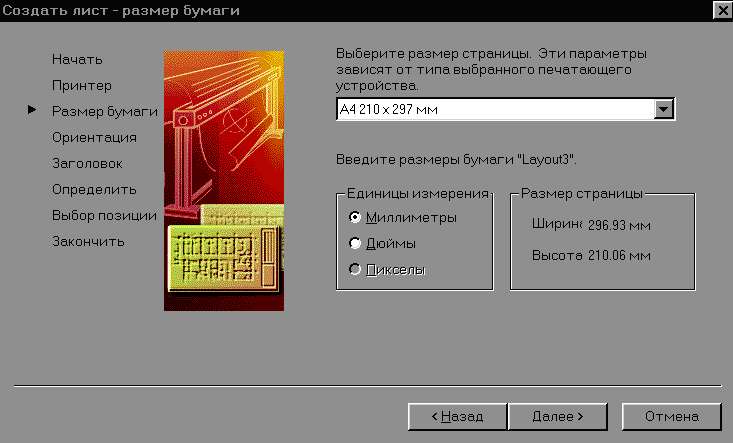 Создать лист - размер бумаги
Начать
Принтер
Размер бумаги
Ориентация
Заголовок
Определить
Выбор позиции
Закончить
Выберите размер страницы. Эти параметры
зависят от типа выбранного печатающего
устройства.
A4 210 x 297 мм
Введите размеры бумаги "Layout3".
Единицы измерения
Миллиметры
Дюймы
Пикселы
Размер страницы
Ширина 296.93 мм
Высота 210.06 мм
< Назад
Далее >
Отмена